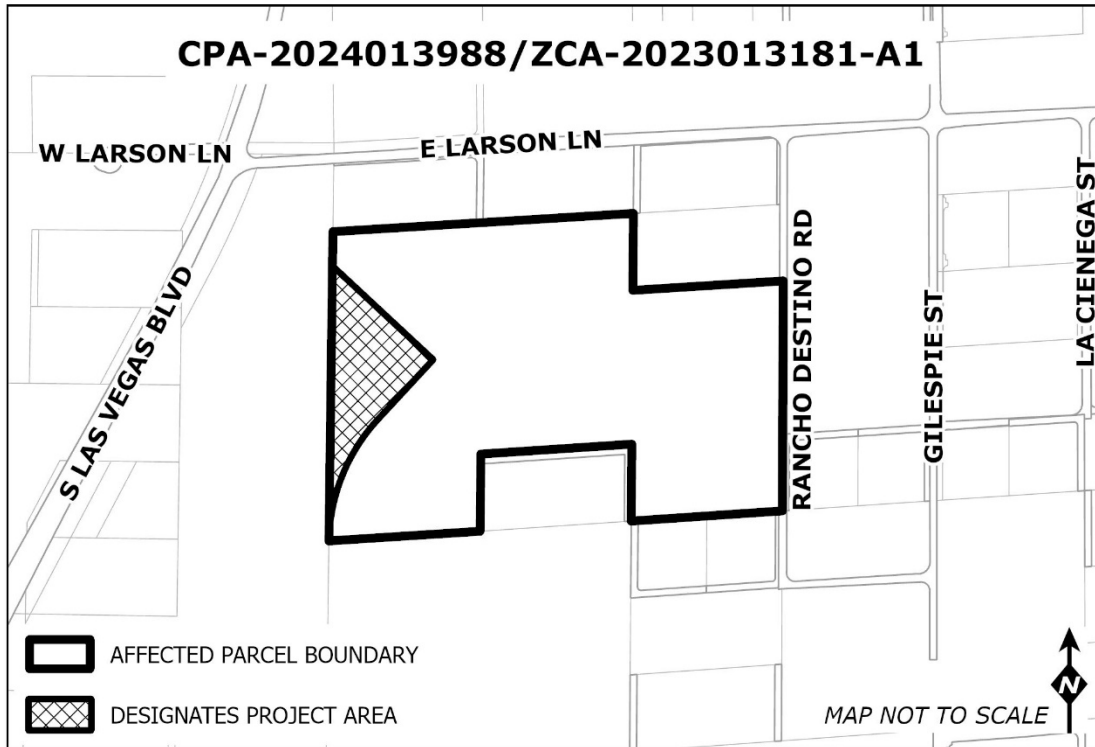 CPA-2024013988/ZCA-2023013181-A1
W LARSON LN
E LARSON LN
S LAS VEGAS BLVD
RANCHO DESTINO RD
GILESPIE ST
LA CIENEGA ST
AFFECTED PARCEL BOUNDARY
DESIGNATES PROJECT AREA
MAP NOT TO SCALE
N